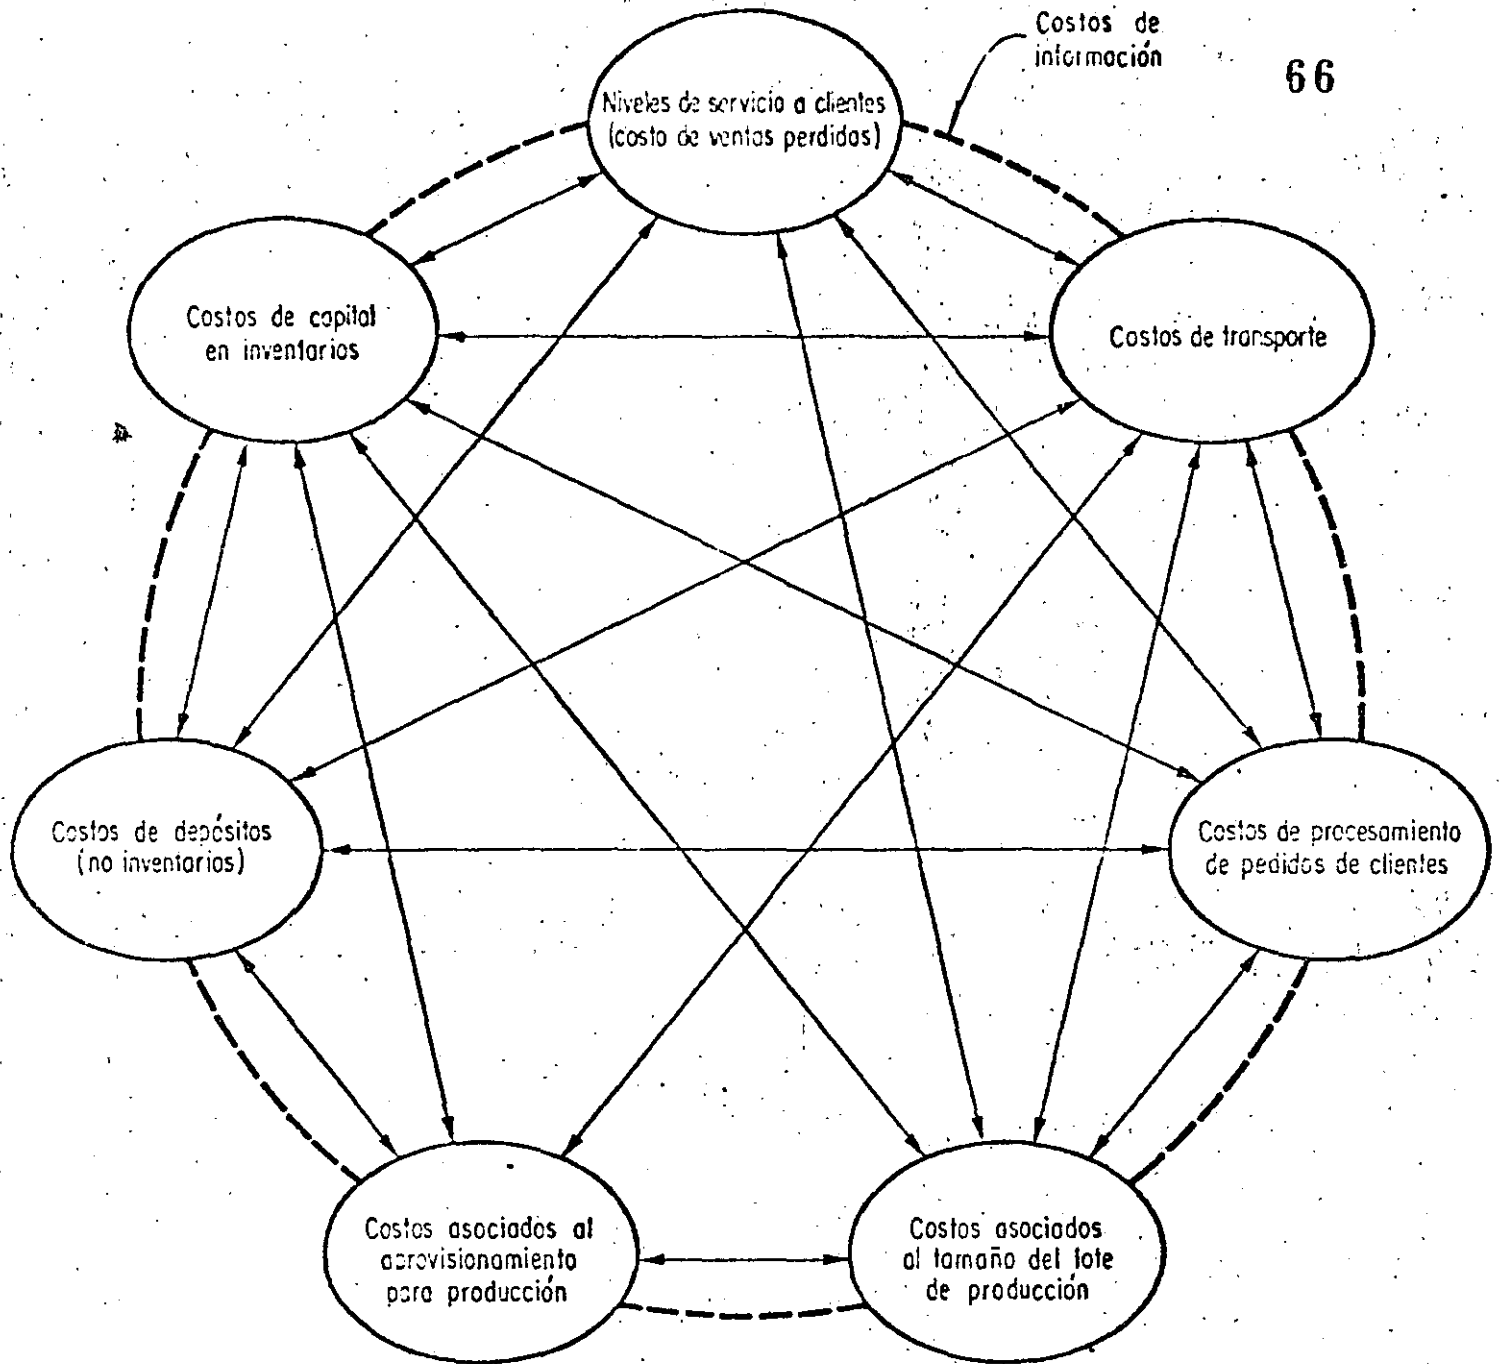 Costos de
información
66
Niveles de servicio a clientes
(costo de ventas perdidas)
Costos de capital
en inventarios
Costos de transporte
Costos de depósitos
(no inventarios)
Costos de procesamiento
de pedidos de clientes
Costos asociados al
aprovisionamiento
para producción
Costos asociados
al tamaño del lote
de producción